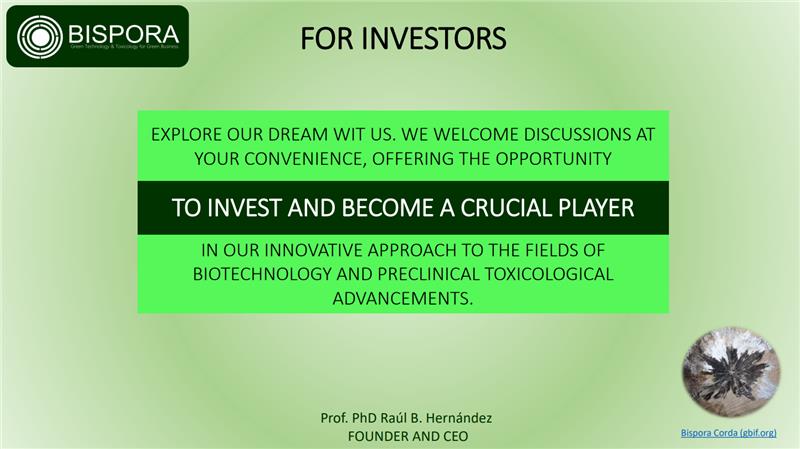 BISPORA
Green Technology & Toxicology for Green Business
FOR INVESTORS
EXPLORE OUR DREAM WIT US. WE WELCOME DISCUSSIONS AT
YOUR CONVENIENCE, OFFERING THE OPPORTUNITY
TO INVEST AND BECOME A CRUCIAL PLAYER
IN OUR INNOVATIVE APPROACH TO THE FIELDS OF
BIOTECHNOLOGY AND PRECLINICAL TOXICOLOGICAL
ADVANCEMENTS.
Prof. PhD Raúl B. Hernández
FOUNDER AND CEO
Bispora Corda (gbif.org)